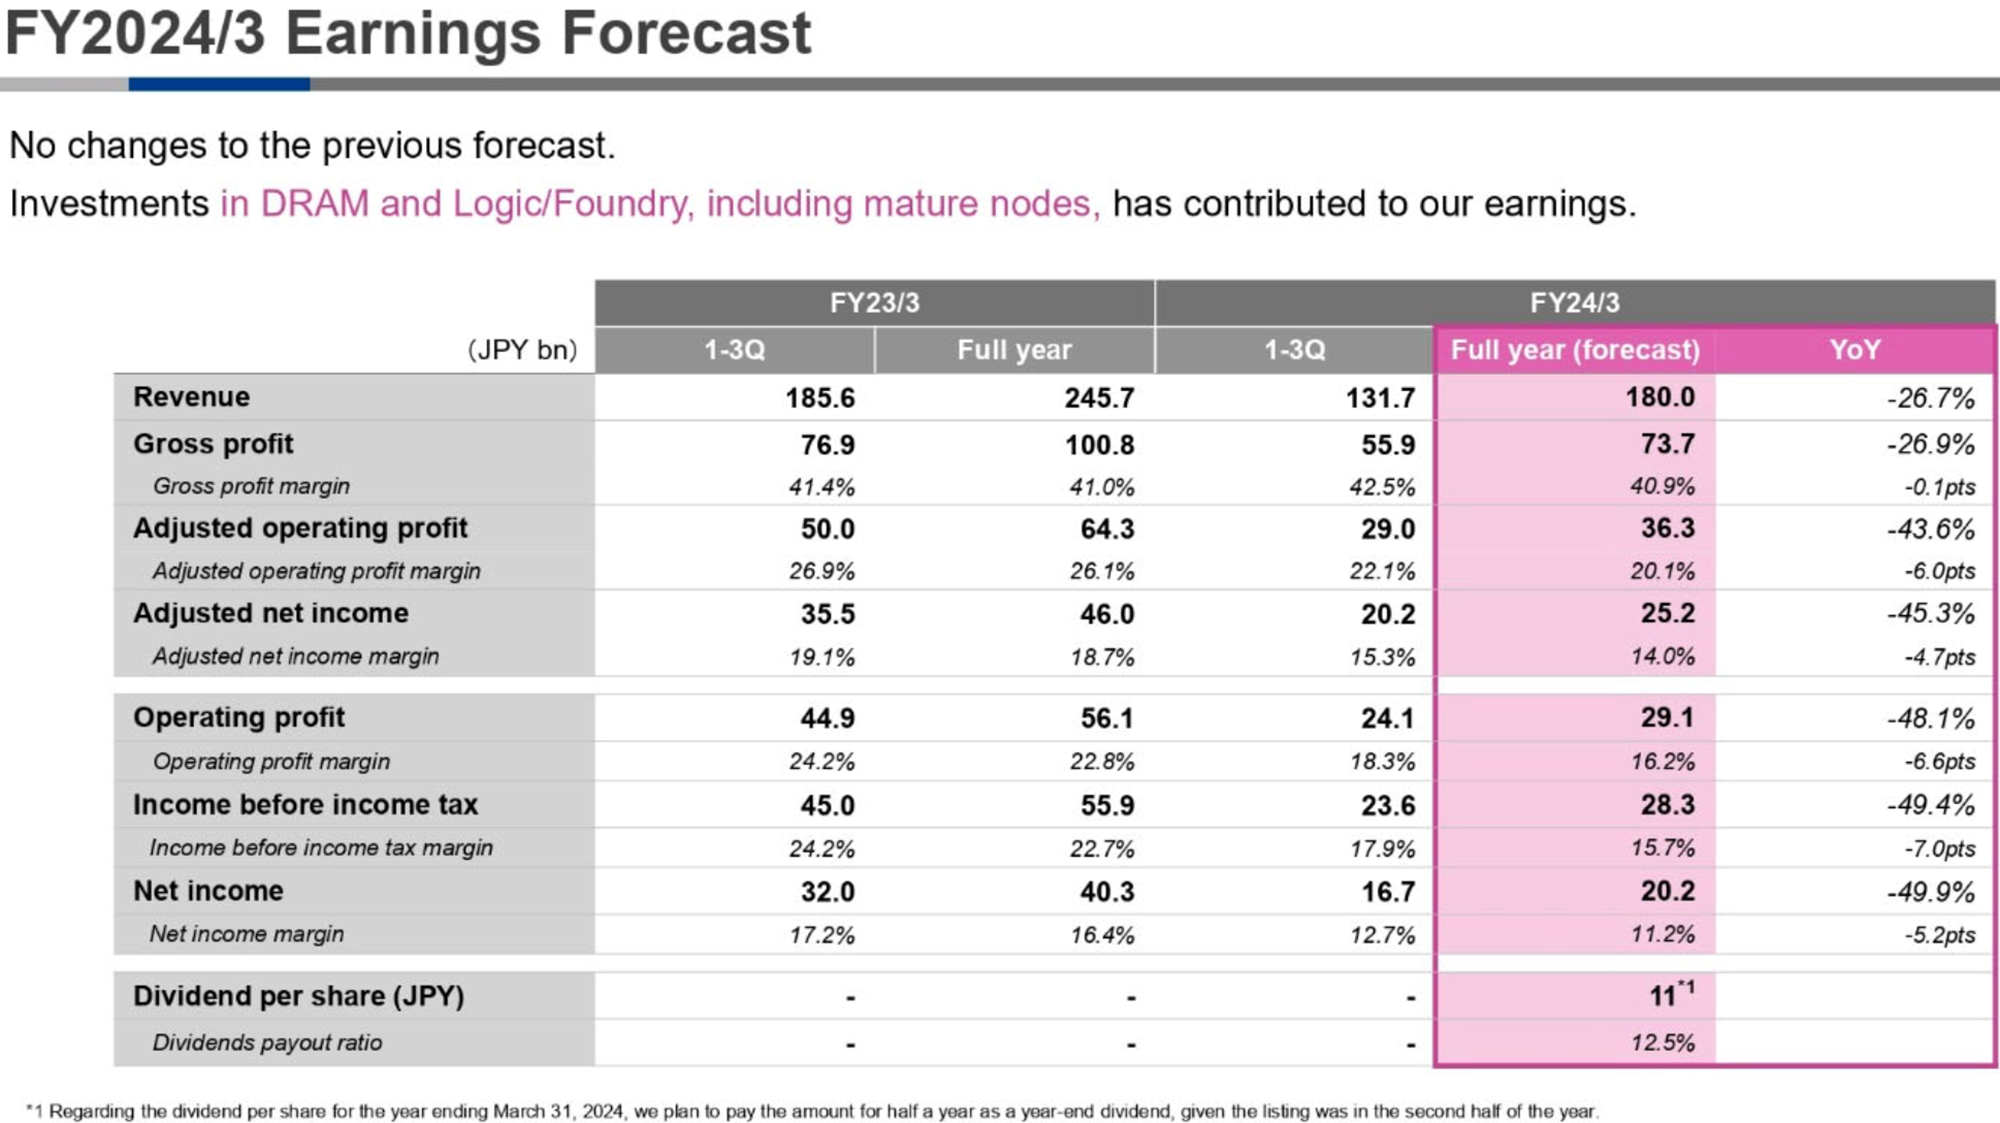 FY2024/3 Earnings Forecast
No changes to the previous forecast.
Investments in DRAM and Logic/Foundry, including mature nodes, has contributed to our earnings.
FY23/3 FY24/3
(JPY bn) 1-3Q Full year 1-3Q Full year (forecast) YoY
Revenue 185.6 245.7 131.7 180.0 -26.7%
Gross profit 76.9 100.8 55.9 73.7 -26.9%
Gross profit margin 41.4% 41.0% 42.5% 40.9% -0.1pts
Adjusted operating profit 50.0 64.3 29.0 36.3 -43.6%
Adjusted operating profit margin 26.9% 26.1% 22.1% 20.1% -6.0pts
Adjusted net income 35.5 46.0 20.2 25.2 -45.3%
Adjusted net income margin 19.1% 18.7% 15.3% 14.0% -4.7pts
Operating profit 44.9 56.1 24.1 29.1 -48.1%
Operating profit margin 24.2% 22.8% 18.3% 16.2% -6.6pts
Income before income tax 45.0 55.9 23.6 28.3 -49.4%
Income before income tax margin 24.2% 22.7% 17.9% 15.7% -7.0pts
Net income 32.0 40.3 16.7 20.2 -49.9%
Net income margin 17.2% 16.4% 12.7% 11.2% -5.2pts
Dividend per share (JPY) - - - 11*1
Dividends payout ratio - - - 12.5%
*1 Regarding the dividend per share for the year ending March 31, 2024, we plan to pay the amount for half a year as a year-end dividend, given the listing was in the second half of the year.